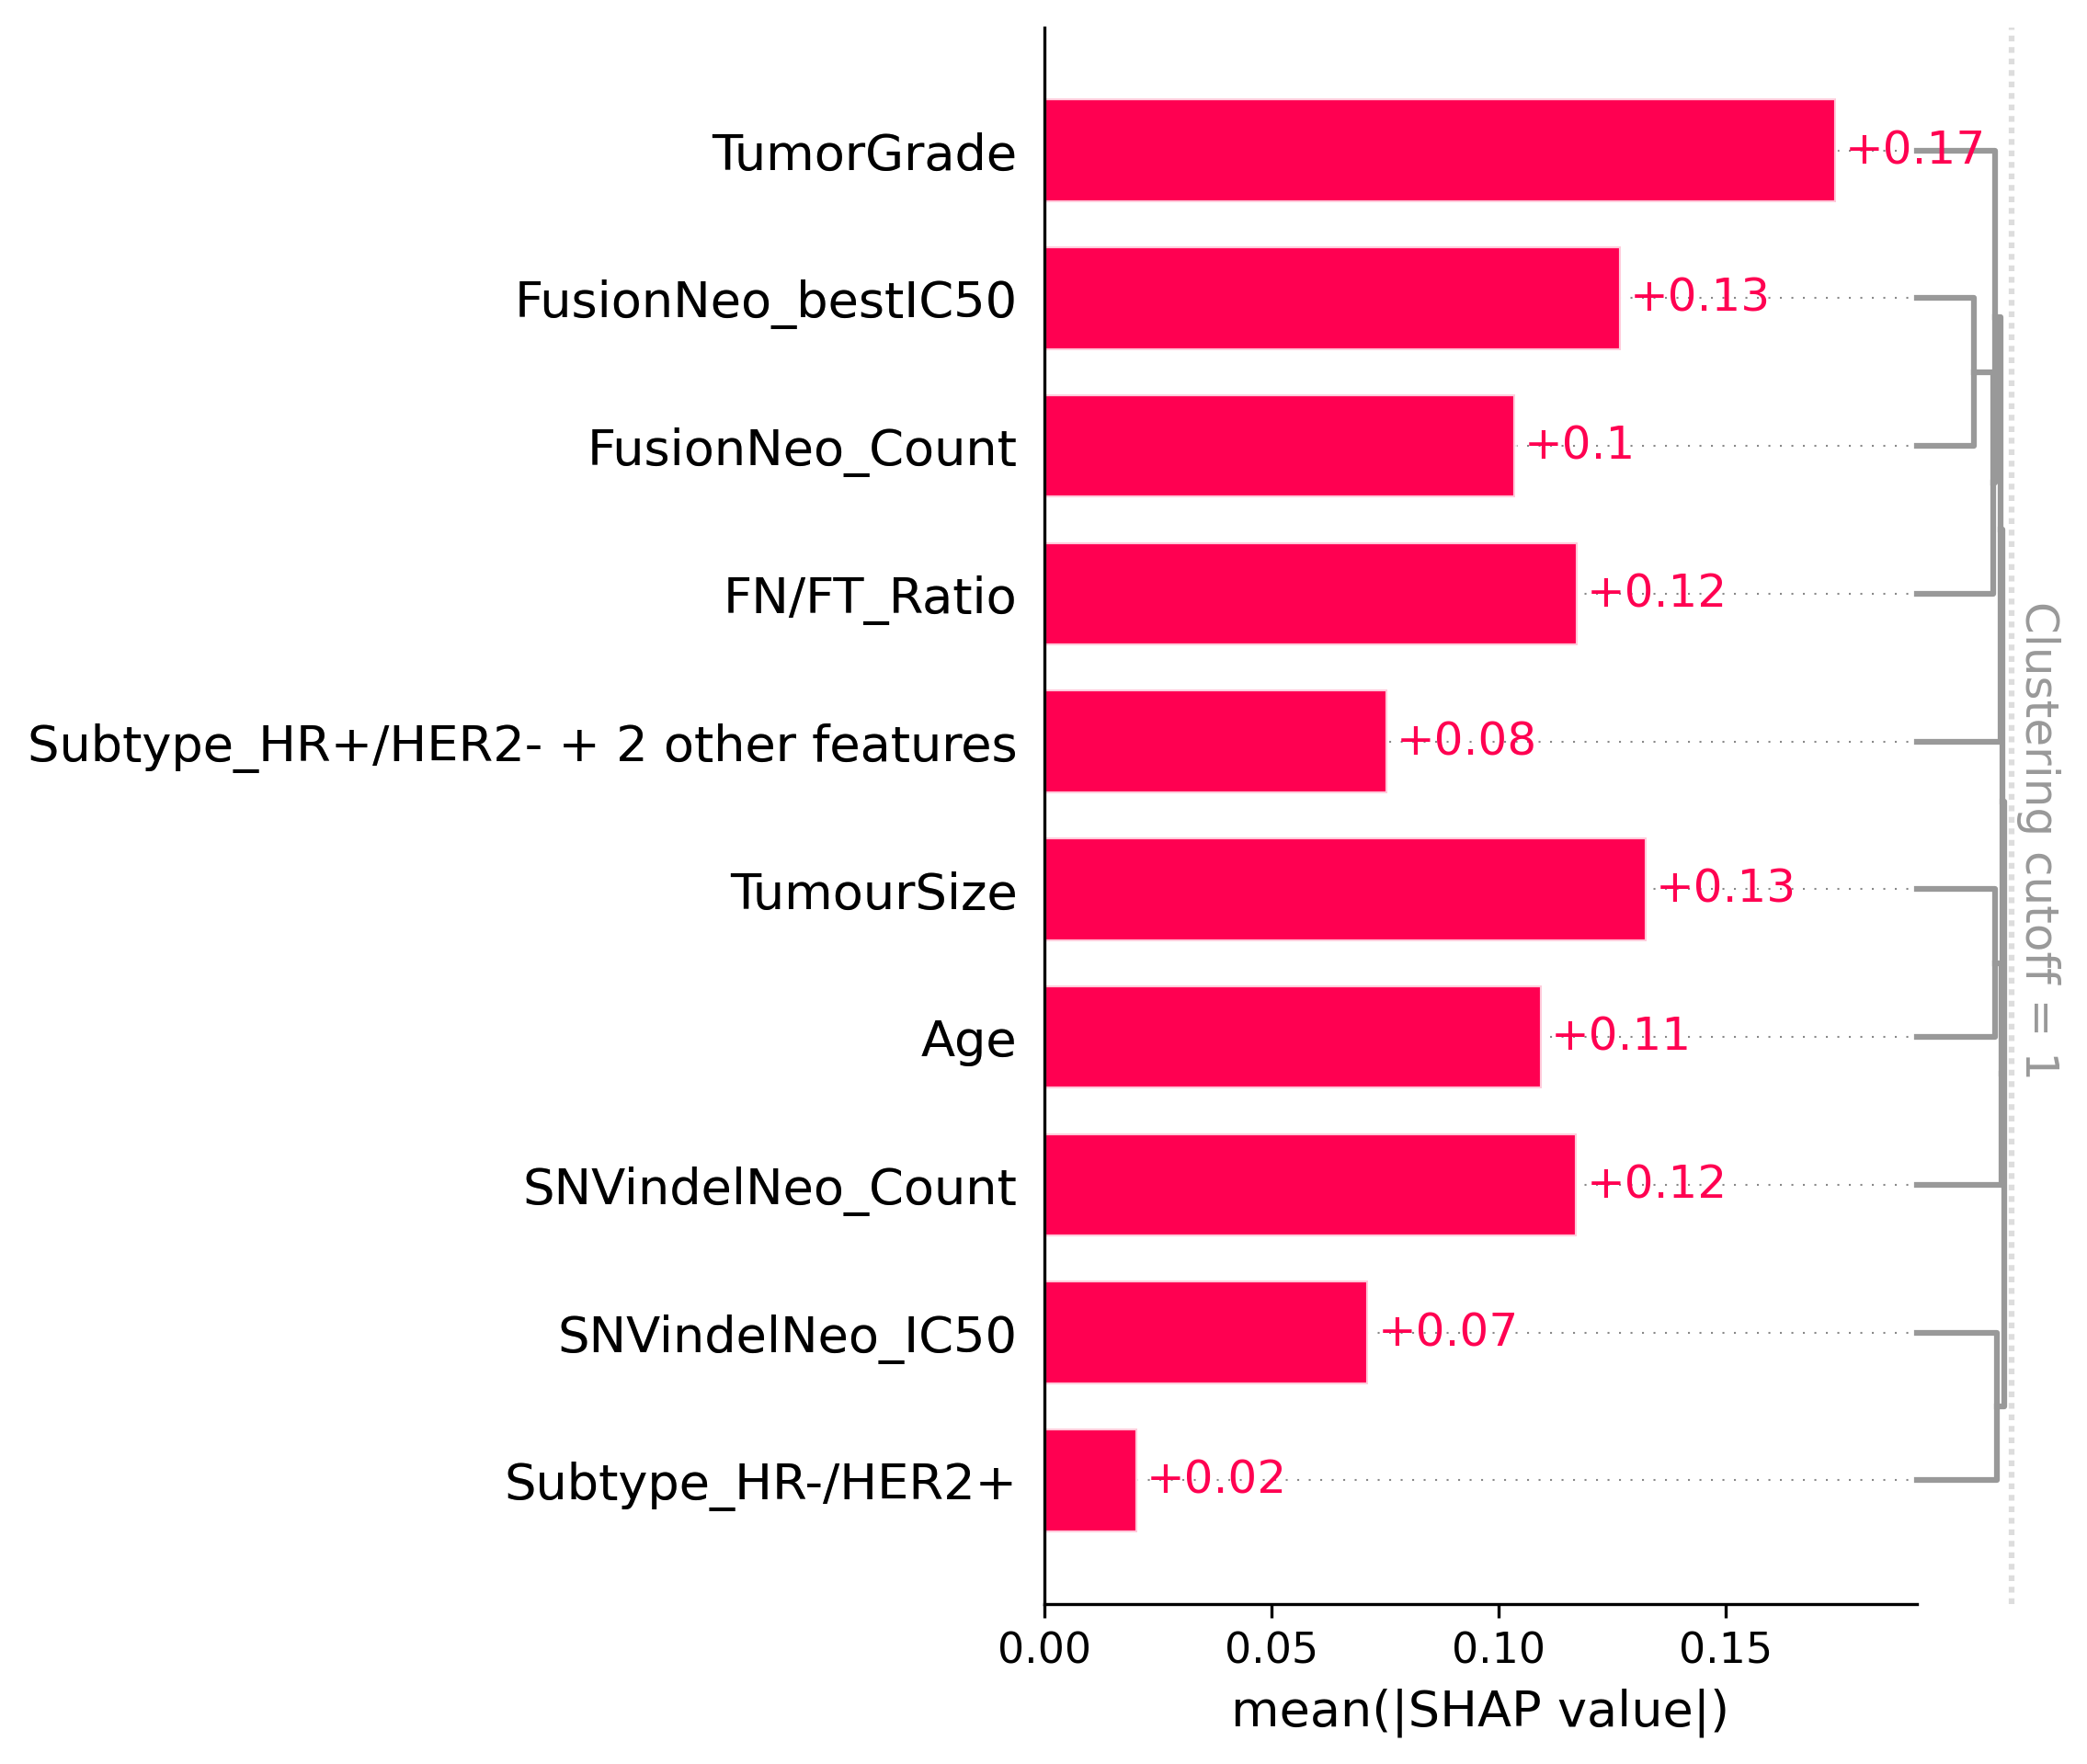 TumorGrade
+0.17
FusionNeo_bestIC50
+0.13
FusionNeo_Count
+0.1
FN/FT_Ratio
+0.12
Subtype_HR+/HER2- + 2 other features
+0.08
TumourSize
+0.13
Age
+0.11
SNVindelNeo_Count
+0.12
SNVindelNeo_IC50
+0.07
Subtype_HR-/HER2+
+0.02
Clustering cutoff = 1
0.00 0.05 0.10 0.15
mean(|SHAP value|)